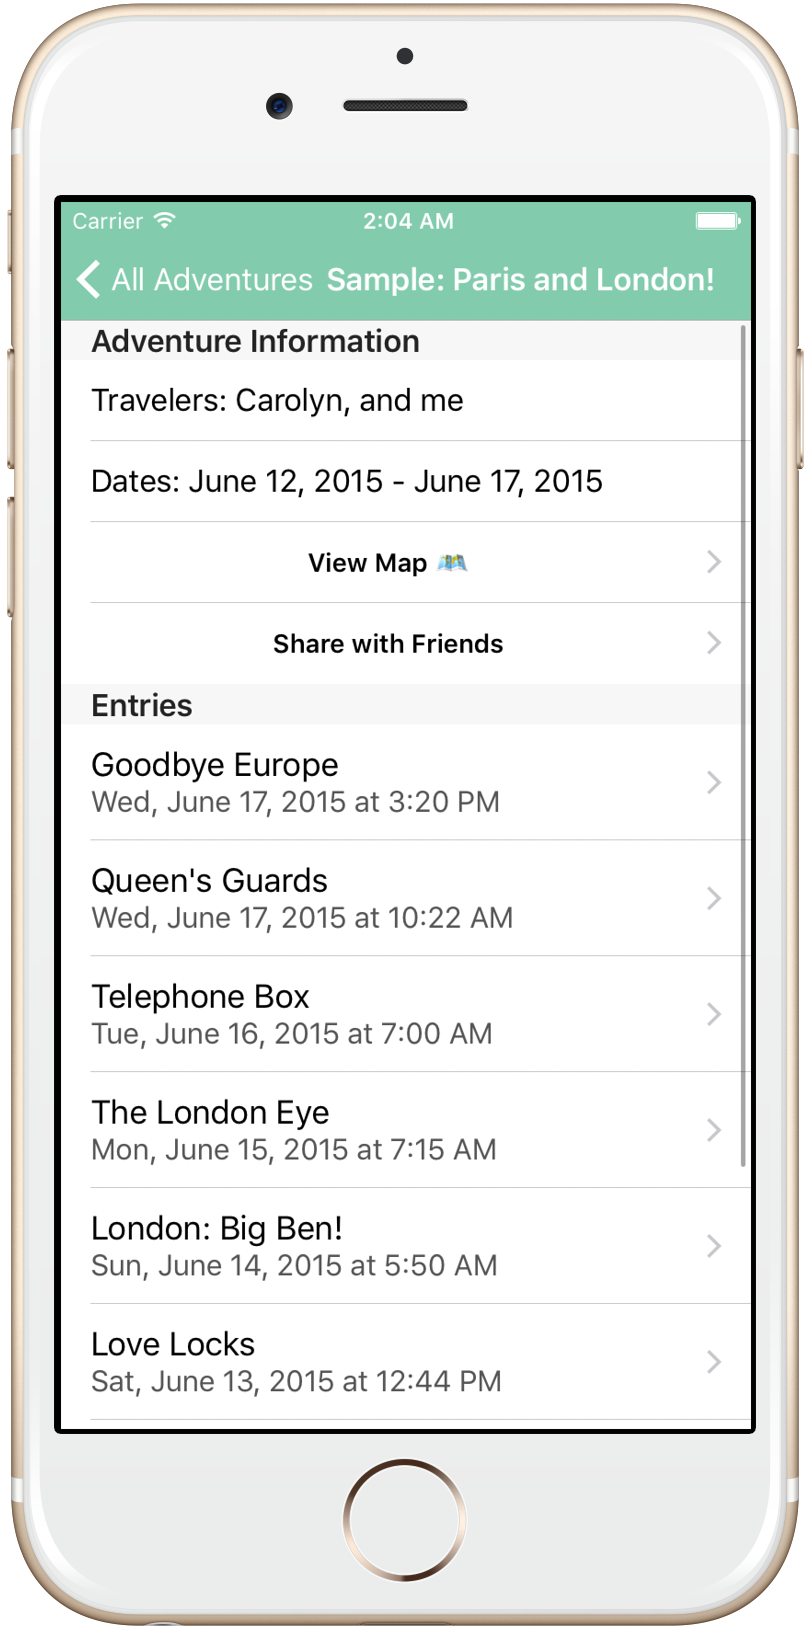 Carrier 2:04 AM
All Adventures Sample: Paris and London!
Adventure Information
Travelers: Carolyn, and me
Dates: June 12, 2015 - June 17, 2015
View Map
Share with Friends
Entries
Goodbye Europe
Wed, June 17, 2015 at 3:20 PM
Queen's Guards
Wed, June 17, 2015 at 10:22 AM
Telephone Box
Tue, June 16, 2015 at 7:00 AM
The London Eye
Mon, June 15, 2015 at 7:15 AM
London: Big Ben!
Sun, June 14, 2015 at 5:50 AM
Love Locks
Sat, June 13, 2015 at 12:44 PM